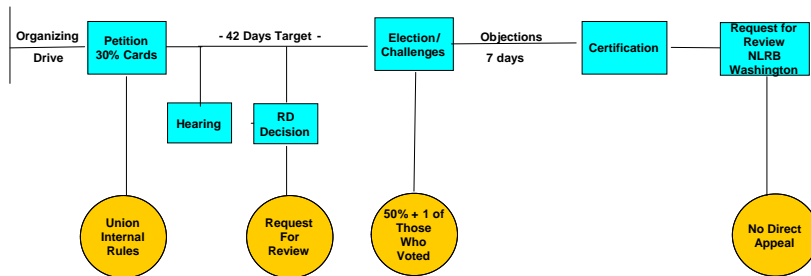 Organizing
Drive
Petition
30% Cards
- 42 Days Target -
Election/
Challenges
Objections
7 days
Certification
Request for
Review
NLRB
Washington
Hearing
RD
Decision
Union
Internal
Rules
Request
For
Review
50% + 1 of
Those
Who
Voted
No Direct
Appeal